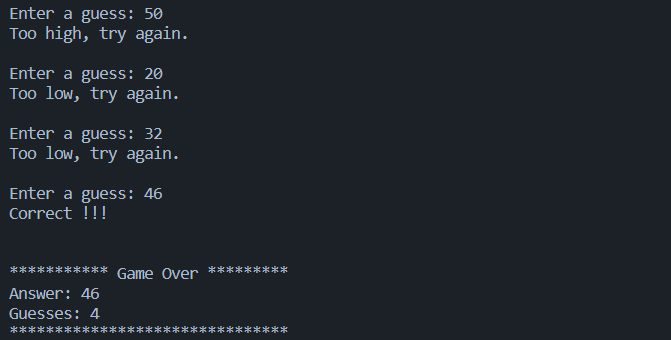 Enter a guess: 50
Too high, try again.
Enter a guess: 20
Too low, try again.
Enter a guess: 32
Too low, try again.
Enter a guess: 46
Correct !!!
*********** Game Over *********
Answer: 46
Guesses: 4
*******************************